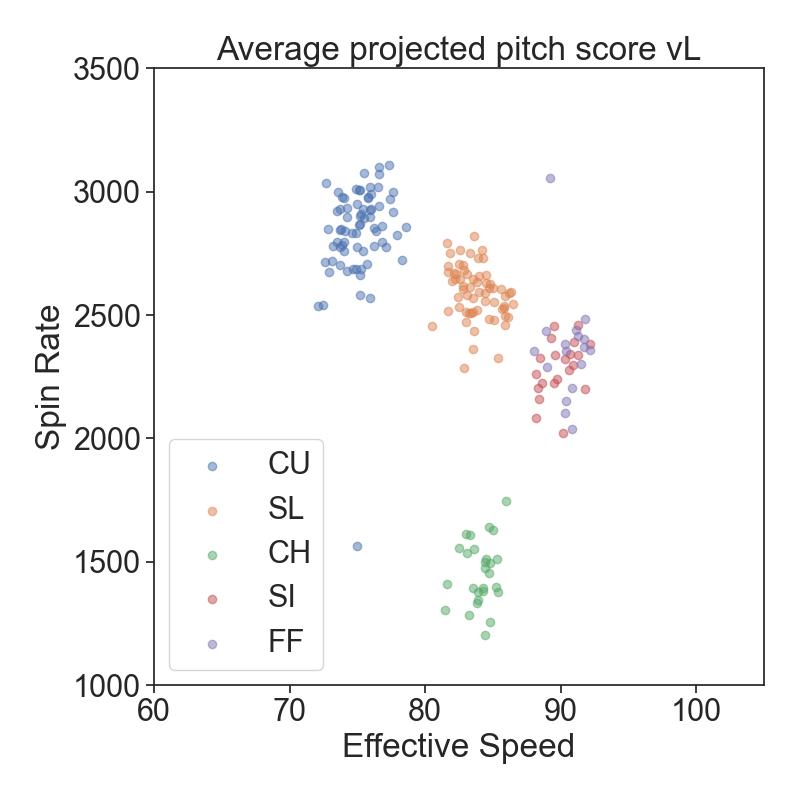 Average projected pitch score vL
3500
3000
2500
2000
1500
1000
Spin Rate
CU
SL
CH
SI
FF
60 70 80 90 100
Effective Speed